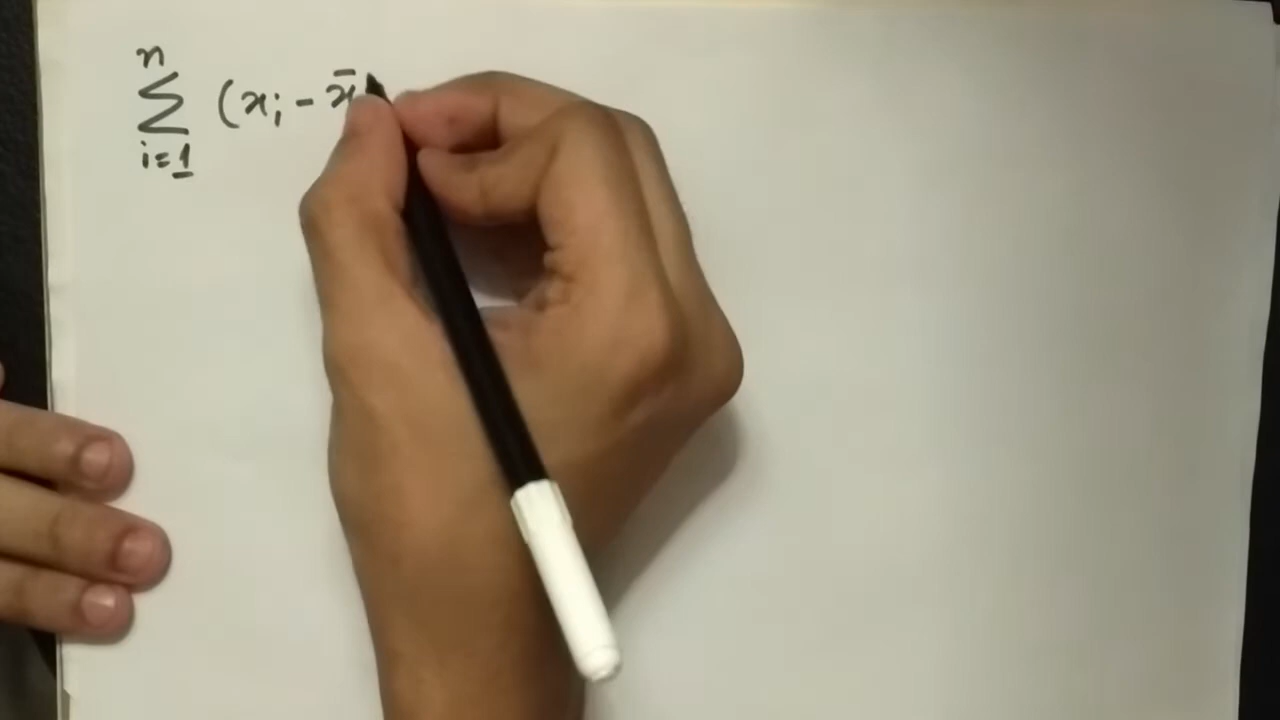 n
∑ (xᵢ - x̄
i=1